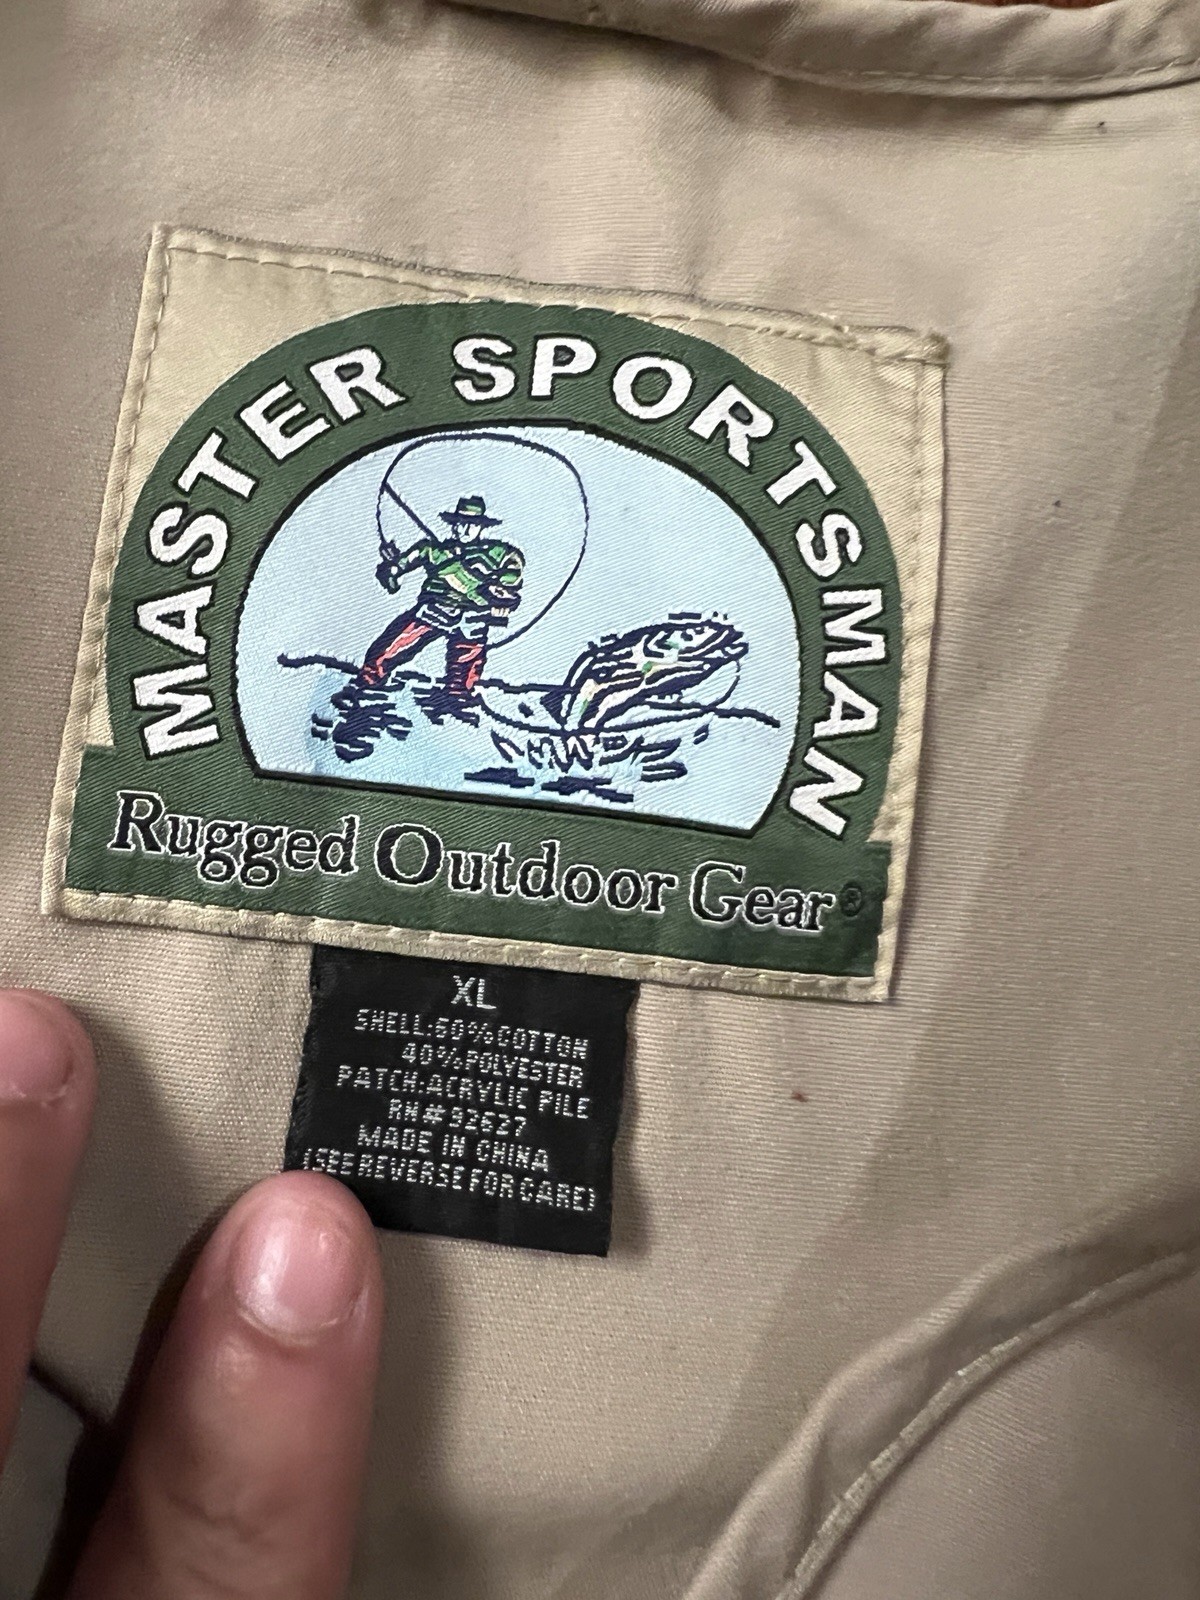 MASTER SPORTSMAN
Rugged Outdoor Gear®
XL
SHELL:60%COTTON
40%POLYESTER
PATCH:ACRYLIC PILE
RN#92627
MADE IN CHINA
(SEE REVERSE FOR CARE)